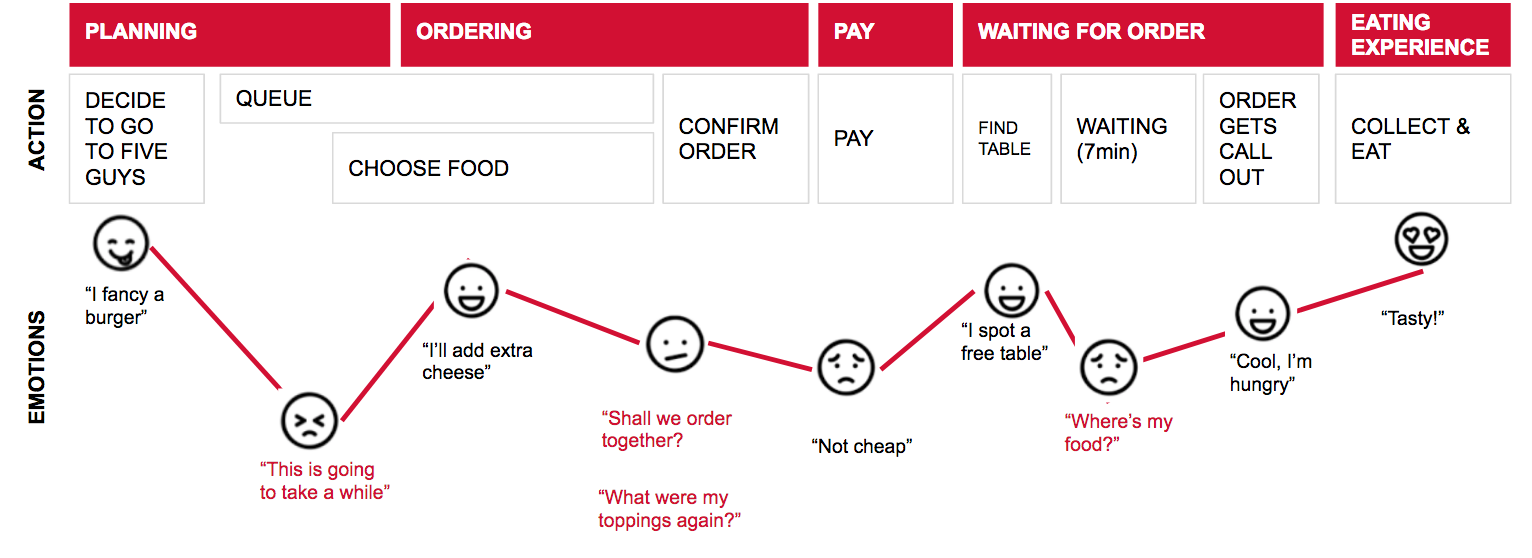 PLANNING
ORDERING
PAY
WAITING FOR ORDER
EATING
EXPERIENCE
ACTION
DECIDE
TO GO
TO FIVE
GUYS
QUEUE
CHOOSE FOOD
CONFIRM
ORDER
PAY
FIND
TABLE
WAITING
(7min)
ORDER
GETS
CALL
OUT
COLLECT &
EAT
EMOTIONS
“I fancy a
burger”
“This is going
to take a while”
“I’ll add extra
cheese”
“Shall we order
together?
“What were my
toppings again?”
“Not cheap”
“I spot a
free table”
“Where’s my
food?”
“Cool, I’m
hungry”
“Tasty!”